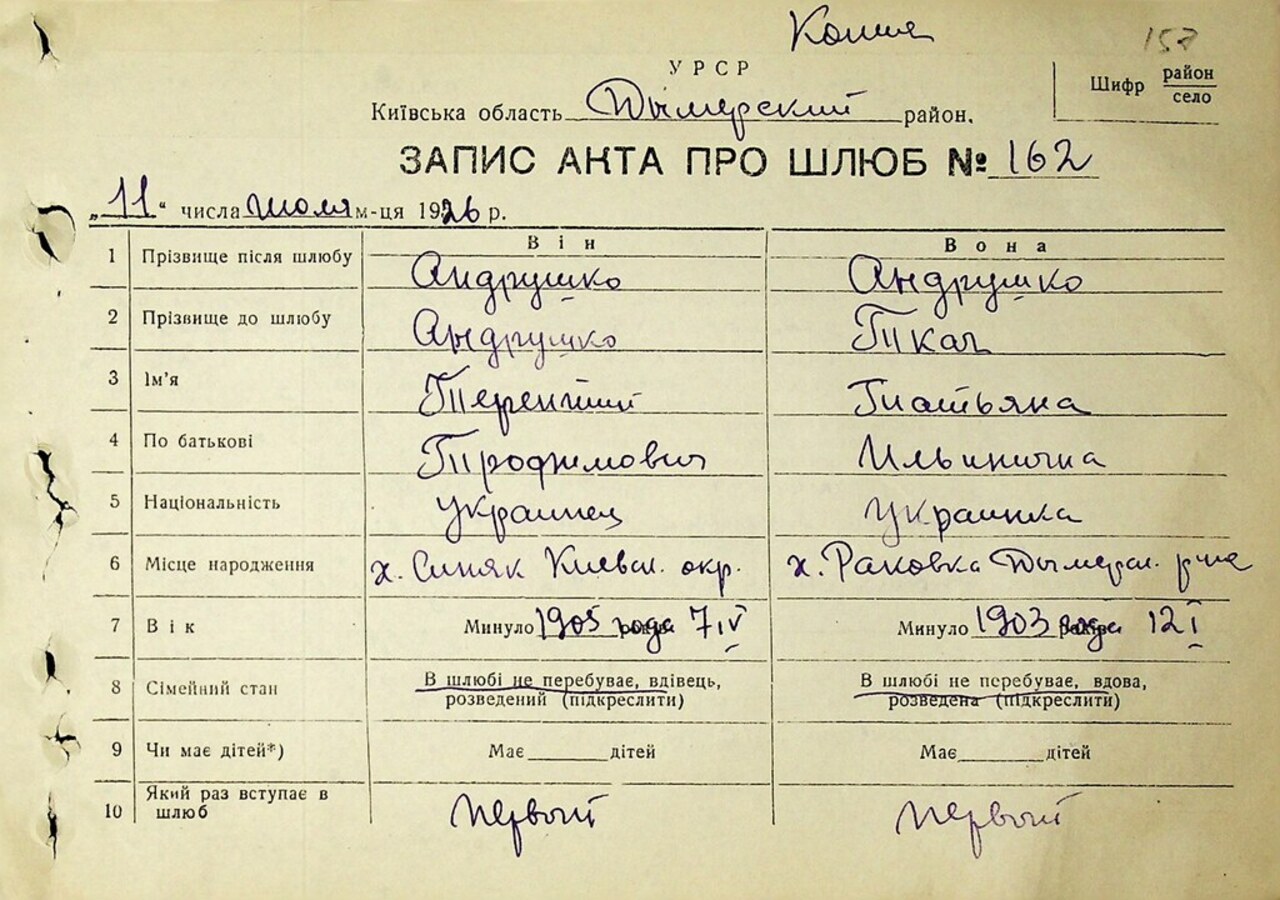 Копия
157
УРСР
Шифр район
село
Київська область Дымерский район.
ЗАПИС АКТА ПРО ШЛЮБ № 162
„11" числа июля м-ця 1926 р.
Він Вона
1 Прізвище після шлюбу Андрушко Андрушко
2 Прізвище до шлюбу Андрушко Ткач
3 Ім'я Терентий Татьяна
4 По батькові Трофимович Ильинична
5 Національність украинец украинка
6 Місце народження х. Синяк Киевск. окр. х. Раковка Дымерск. р-на
7 Вік Минуло 1905 года 7 IV Минуло 1903 года 12 I
8 Сімейний стан В шлюбі не перебуває, вдівець, В шлюбі не перебуває, вдова,
розведений (підкреслити) розведена (підкреслити)
9 Чи має дітей*) Має дітей Має дітей
10 Який раз вступає в
шлюб первый первый